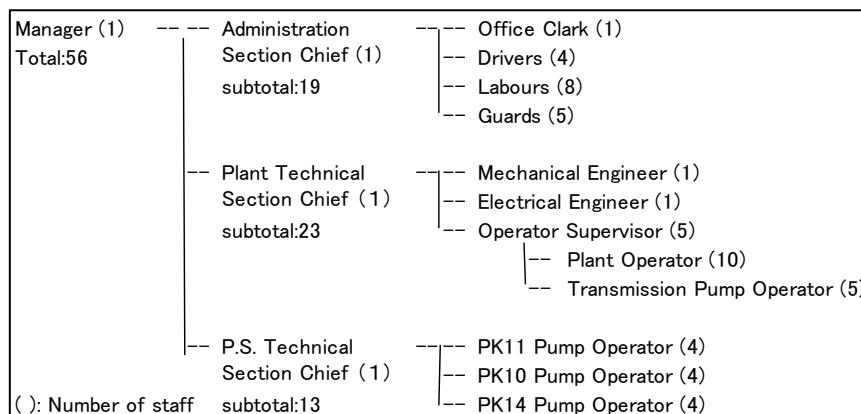 Manager (1) -- -- Administration -- -- Office Clark (1)
Total:56 Section Chief (1) -- Drivers (4)
subtotal:19 -- Labours (8)
-- Guards (5)
-- Plant Technical -- -- Mechanical Engineer (1)
Section Chief (1) -- Electrical Engineer (1)
subtotal:23 -- Operator Supervisor (5)
-- Plant Operator (10)
-- Transmission Pump Operator (5)
-- P.S. Technical -- -- PK11 Pump Operator (4)
Section Chief (1) -- PK10 Pump Operator (4)
( ): Number of staff subtotal:13 -- PK14 Pump Operator (4)